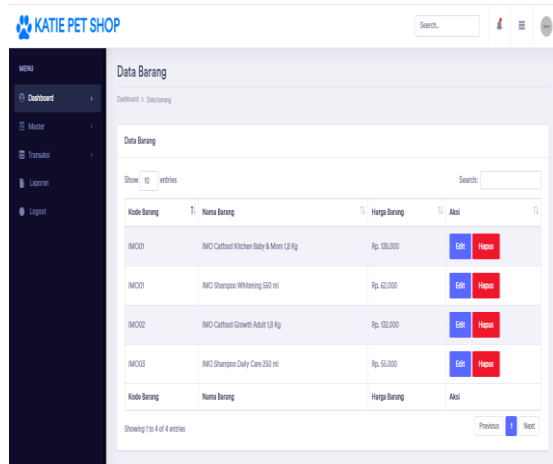 KATIE PET SHOP
Search..
MENU
Dashboard
Master
Transaksi
Laporan
Logout
Data Barang
Dashboard > Data barang
Data Barang
Show 10 entries
Search:
Kode Barang Nama Barang Harga Barang Aksi
IMO01 IMO Catfood Kitchen Baby & Mom 1,8 Kg Rp. 138.000 Edit Hapus
IMO01 IMO Shampoo Whitening 550 ml Rp. 62.000 Edit Hapus
IMO02 IMO Catfood Growth Adult 1,8 Kg Rp. 132.000 Edit Hapus
IMO03 IMO Shampoo Daily Care 250 ml Rp. 55.000 Edit Hapus
Kode Barang Nama Barang Harga Barang Aksi
Showing 1 to 4 of 4 entries
Previous 1 Next